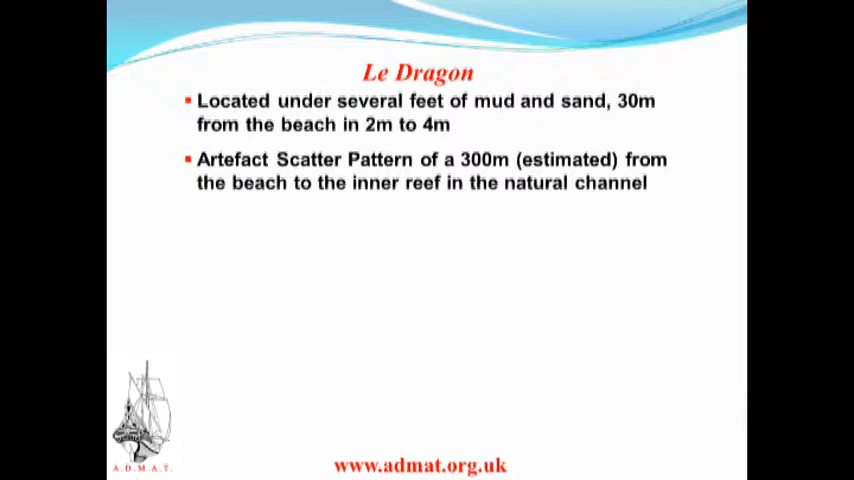 Le Dragon
Located under several feet of mud and sand, 30m
from the beach in 2m to 4m
Artefact Scatter Pattern of a 300m (estimated) from
the beach to the inner reef in the natural channel
A.D.M.A.T.
www.admat.org.uk